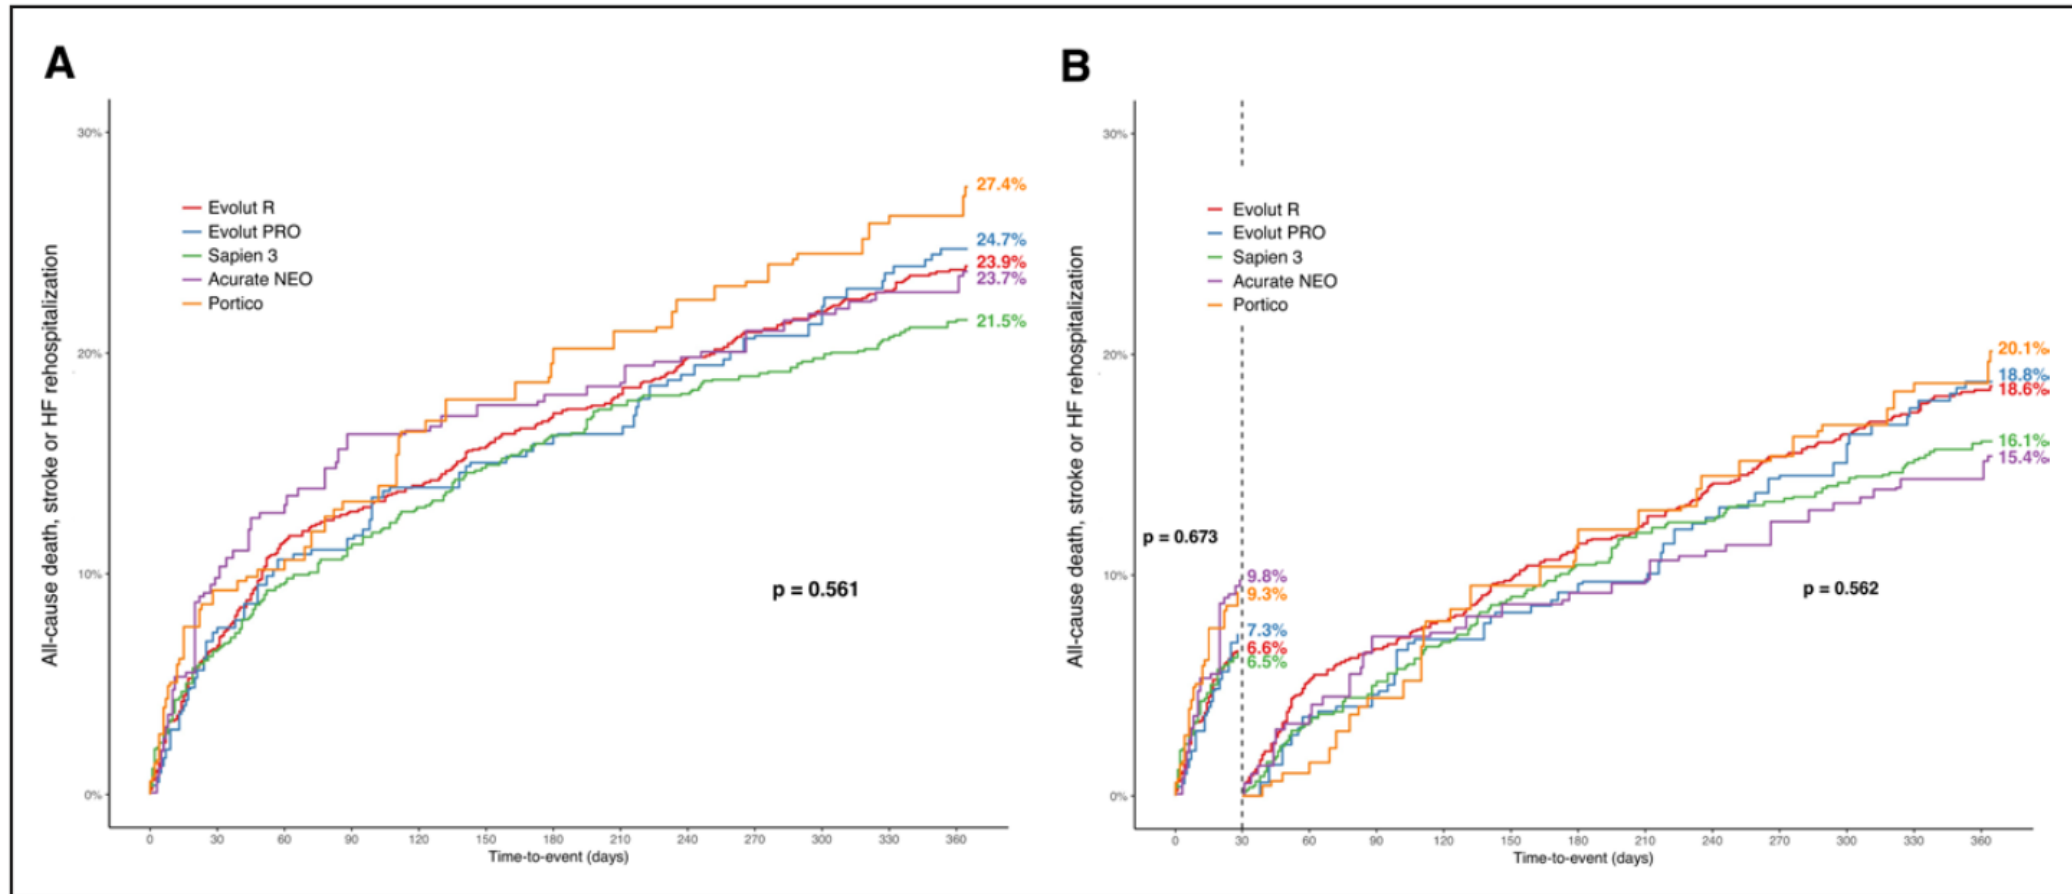 A
All-cause death, stroke or HF rehospitalization
30%
20%
10%
0%
Evolut R
Evolut PRO
Sapien 3
Acurate NEO
Portico
27.4%
24.7%
23.9%
23.7%
21.5%
p = 0.561
0 30 60 90 120 150 180 210 240 270 300 330 360
Time-to-event (days)
B
All-cause death, stroke or HF rehospitalization
30%
20%
10%
0%
Evolut R
Evolut PRO
Sapien 3
Acurate NEO
Portico
p = 0.673
9.8%
9.3%
7.3%
6.6%
6.5%
20.1%
18.8%
18.6%
16.1%
15.4%
p = 0.562
0 30 60 90 120 150 180 210 240 270 300 330 360
Time-to-event (days)